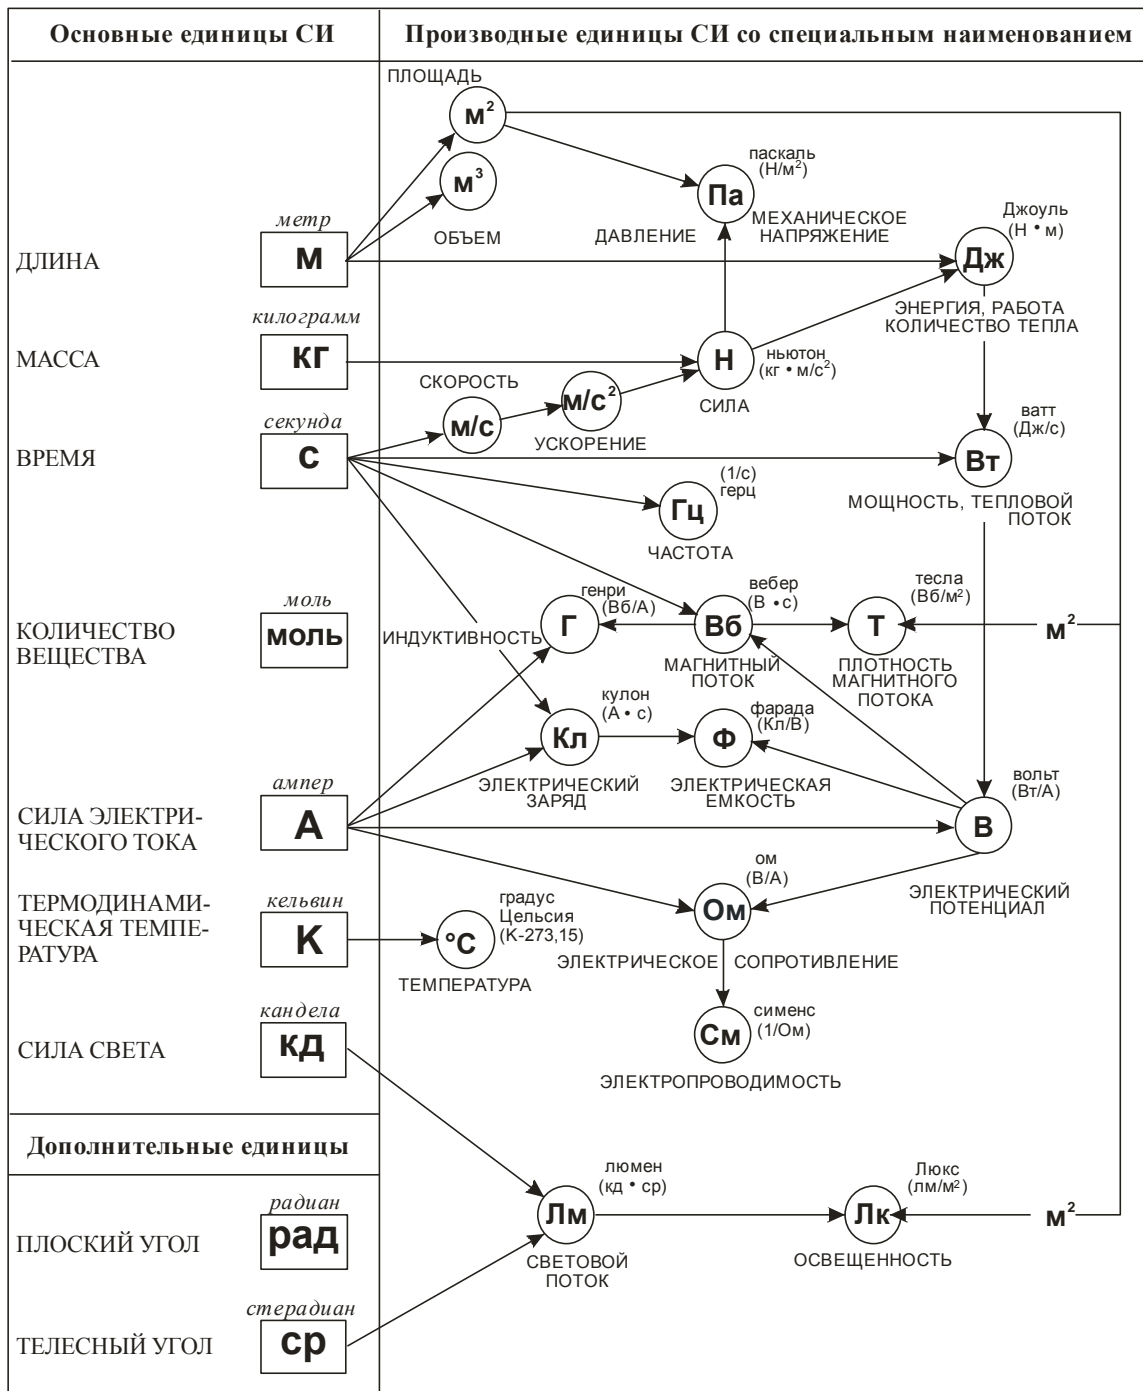 Основные единицы СИ
Производные единицы СИ со специальным наименованием
ПЛОЩАДЬ
м²
м³
ОБЪЕМ
паскаль
(Н/м²)
Па
ДАВЛЕНИЕ
МЕХАНИЧЕСКОЕ
НАПРЯЖЕНИЕ
метр
ДЛИНА
м
Джоуль
(Н • м)
Дж
ЭНЕРГИЯ, РАБОТА
КОЛИЧЕСТВО ТЕПЛА
килограмм
МАССА
кг
Н
ньютон
(кг • м/с²)
СИЛА
СКОРОСТЬ
м/с
м/с²
УСКОРЕНИЕ
секунда
ВРЕМЯ
с
ватт
(Дж/с)
Вт
МОЩНОСТЬ, ТЕПЛОВОЙ
ПОТОК
(1/с)
герц
Гц
ЧАСТОТА
моль
КОЛИЧЕСТВО
ВЕЩЕСТВА
моль
ИНДУКТИВНОСТЬ
генри
(Вб/А)
Г
вебер
(В • с)
Вб
МАГНИТНЫЙ
ПОТОК
тесла
(Вб/м²)
Т
ПЛОТНОСТЬ
МАГНИТНОГО
ПОТОКА
м²
кулон
(А • с)
Кл
ЭЛЕКТРИЧЕСКИЙ
ЗАРЯД
фарада
(Кл/В)
Ф
ЭЛЕКТРИЧЕСКАЯ
ЕМКОСТЬ
ампер
СИЛА ЭЛЕКТРИ-
ЧЕСКОГО ТОКА
А
вольт
(Вт/А)
В
ЭЛЕКТРИЧЕСКИЙ
ПОТЕНЦИАЛ
ом
(В/А)
Ом
ЭЛЕКТРИЧЕСКОЕ СОПРОТИВЛЕНИЕ
кельвин
ТЕРМОДИНАМИ-
ЧЕСКАЯ ТЕМПЕ-
РАТУРА
К
градус
Цельсия
(К-273,15)
°С
ТЕМПЕРАТУРА
сименс
(1/Ом)
См
ЭЛЕКТРОПРОВОДИМОСТЬ
кандела
СИЛА СВЕТА
кд
Дополнительные единицы
люмен
(кд • ср)
Лм
СВЕТОВОЙ
ПОТОК
Люкс
(лм/м²)
Лк
ОСВЕЩЕННОСТЬ
м²
радиан
ПЛОСКИЙ УГОЛ
рад
стерадиан
ТЕЛЕСНЫЙ УГОЛ
ср